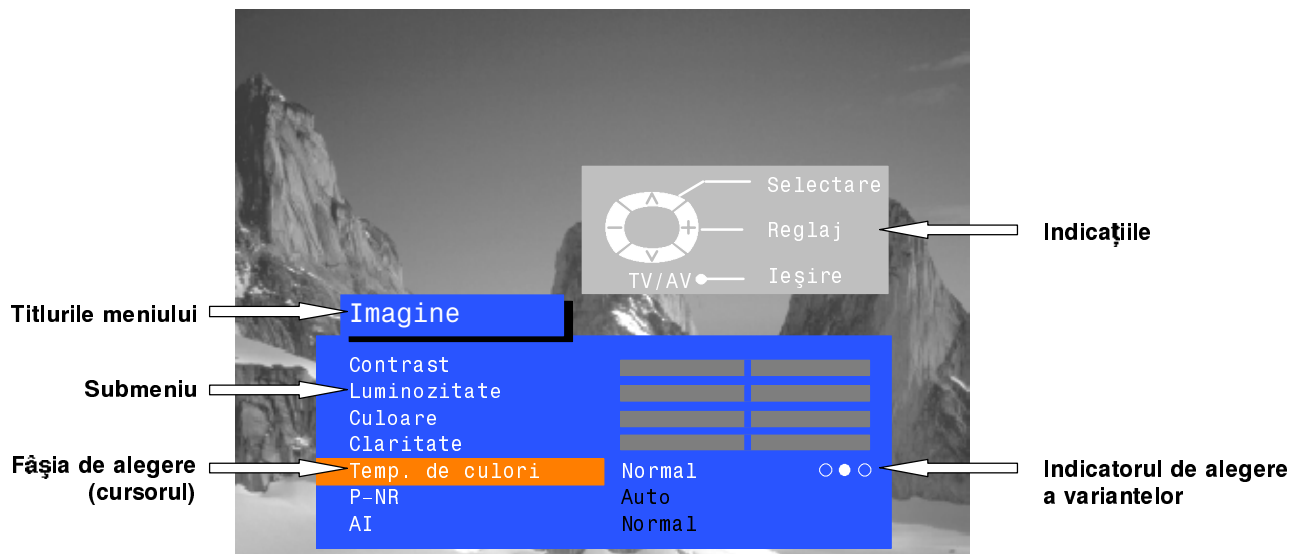 Selectare
Reglaj
TV/AV Ieşire
Indicaţiile
Titlurile meniului
Imagine
Contrast
Submeniu
Luminozitate
Culoare
Claritate
Fâşia de alegere
(cursorul)
Temp. de culori Normal
P-NR Auto
AI Normal
Indicatorul de alegere
a variantelor